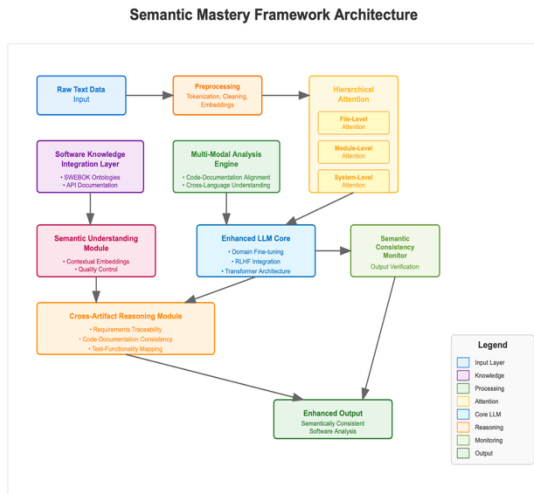 Semantic Mastery Framework Architecture
Raw Text Data
Input
Preprocessing
Tokenization, Cleaning,
Embeddings
Hierarchical
Attention
File-Level
Attention
Module-Level
Attention
System-Level
Attention
Software Knowledge
Integration Layer
• SWEBOK Ontologies
• API Documentation
Multi-Modal Analysis
Engine
• Code-Documentation Alignment
• Cross-Language Understanding
Semantic Understanding
Module
• Contextual Embeddings
• Quality Control
Enhanced LLM Core
• Domain Fine-tuning
• RLHF Integration
• Transformer Architecture
Semantic
Consistency
Monitor
Output Verification
Cross-Artifact Reasoning Module
• Requirements Traceability
• Code-Documentation Consistency
• Test-Functionality Mapping
Enhanced Output
Semantically Consistent
Software Analysis
Legend
Input Layer
Knowledge
Processing
Attention
Core LLM
Reasoning
Monitoring
Output